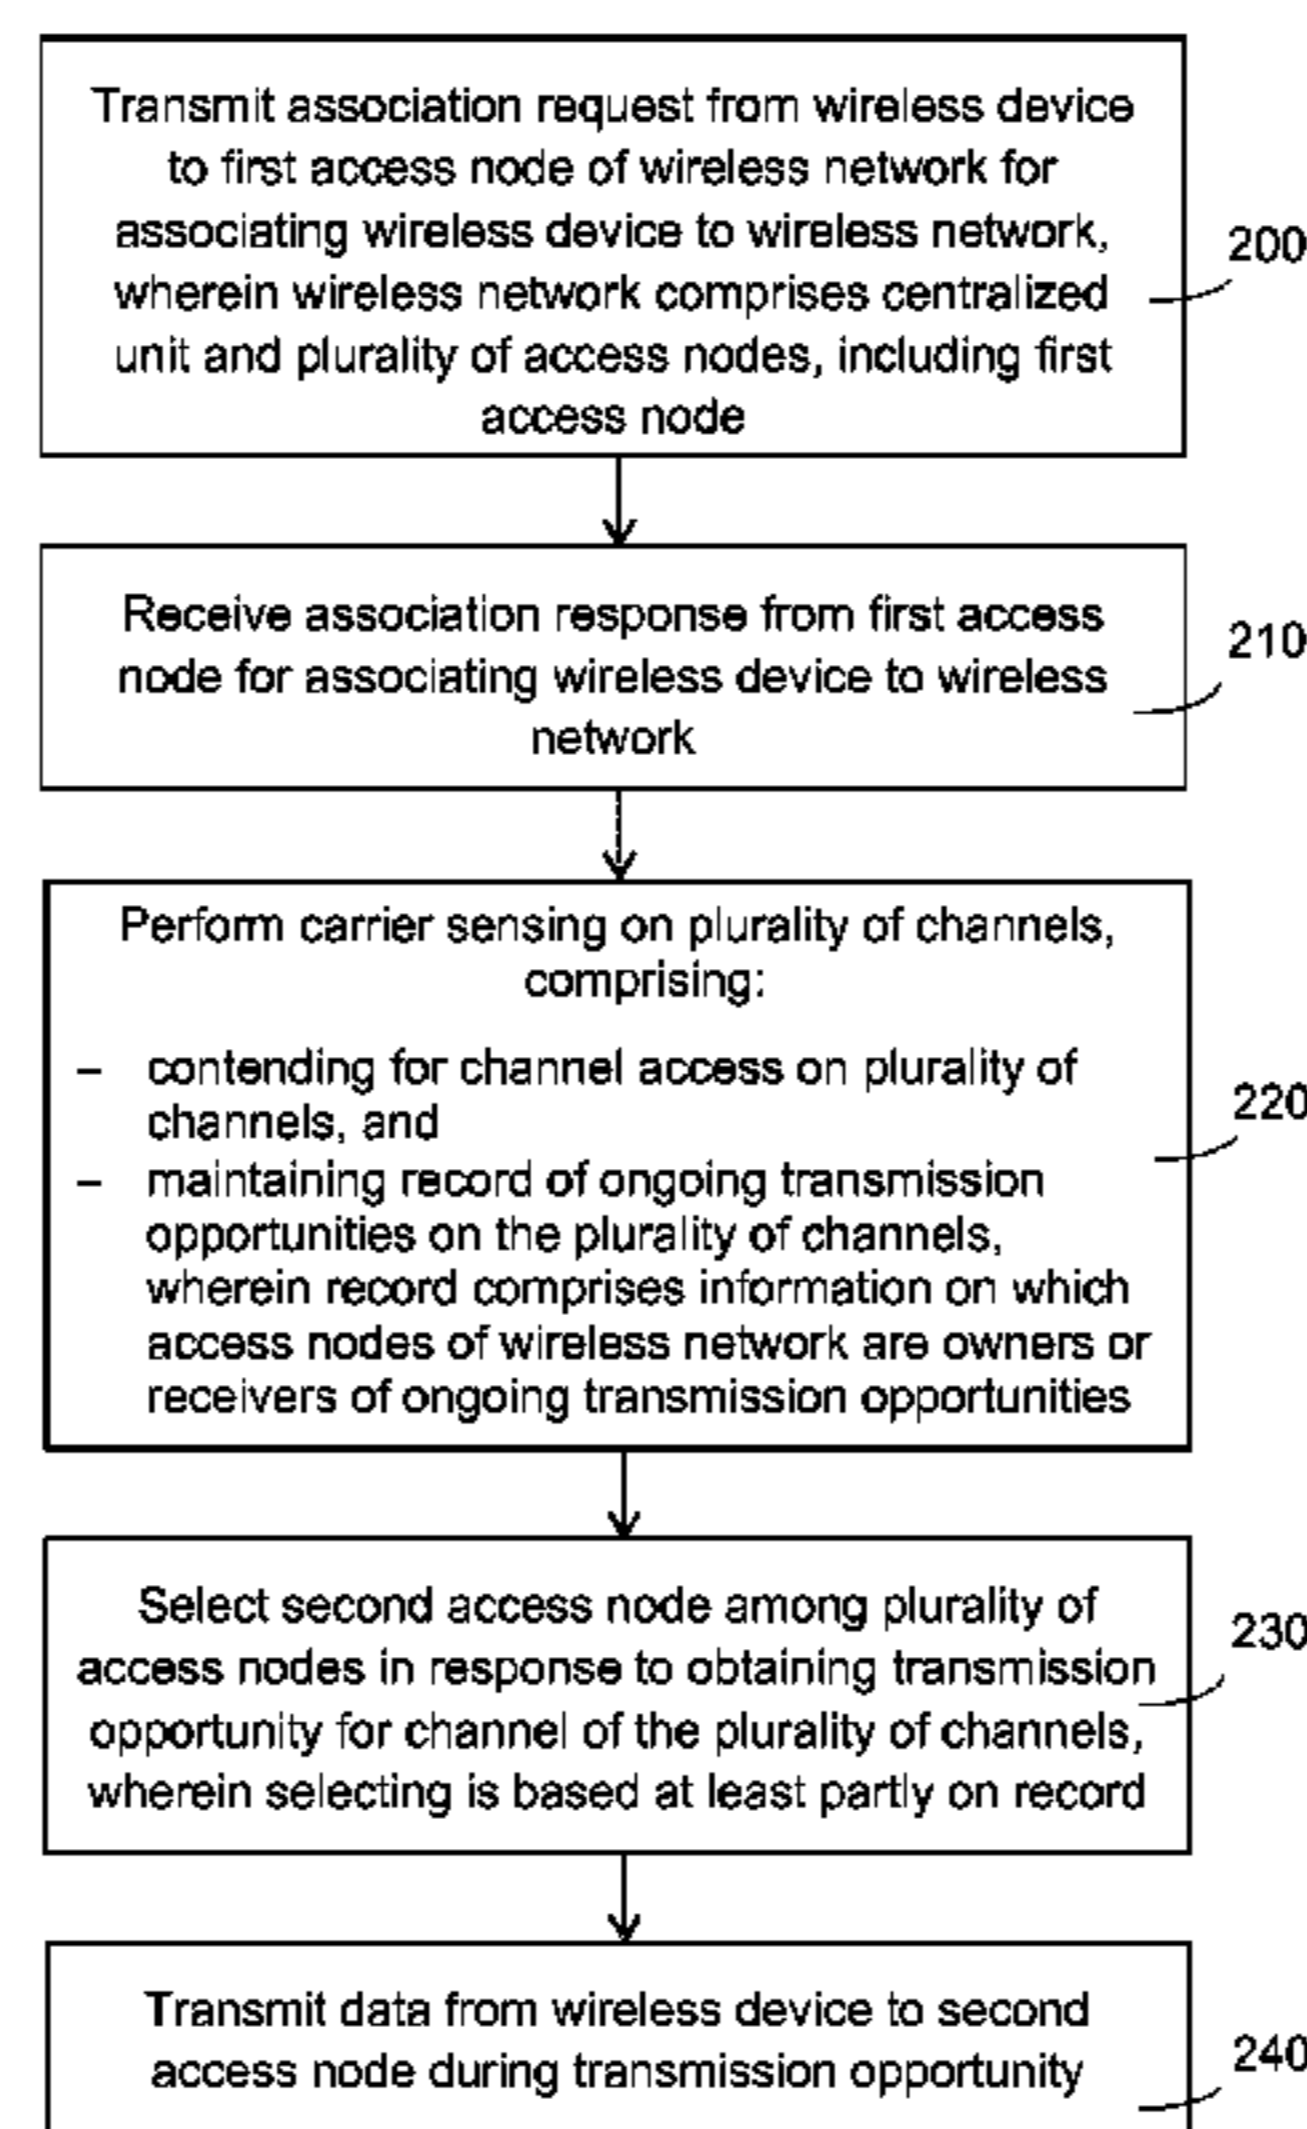 Transmit association request from wireless device
to first access node of wireless network for
associating wireless device to wireless network,
wherein wireless network comprises centralized
unit and plurality of access nodes, including first
access node
200
Receive association response from first access
node for associating wireless device to wireless
network
210
Perform carrier sensing on plurality of channels,
comprising:
– contending for channel access on plurality of
channels, and
– maintaining record of ongoing transmission
opportunities on the plurality of channels,
wherein record comprises information on which
access nodes of wireless network are owners or
receivers of ongoing transmission opportunities
220
Select second access node among plurality of
access nodes in response to obtaining transmission
opportunity for channel of the plurality of channels,
wherein selecting is based at least partly on record
230
Transmit data from wireless device to second
access node during transmission opportunity
240